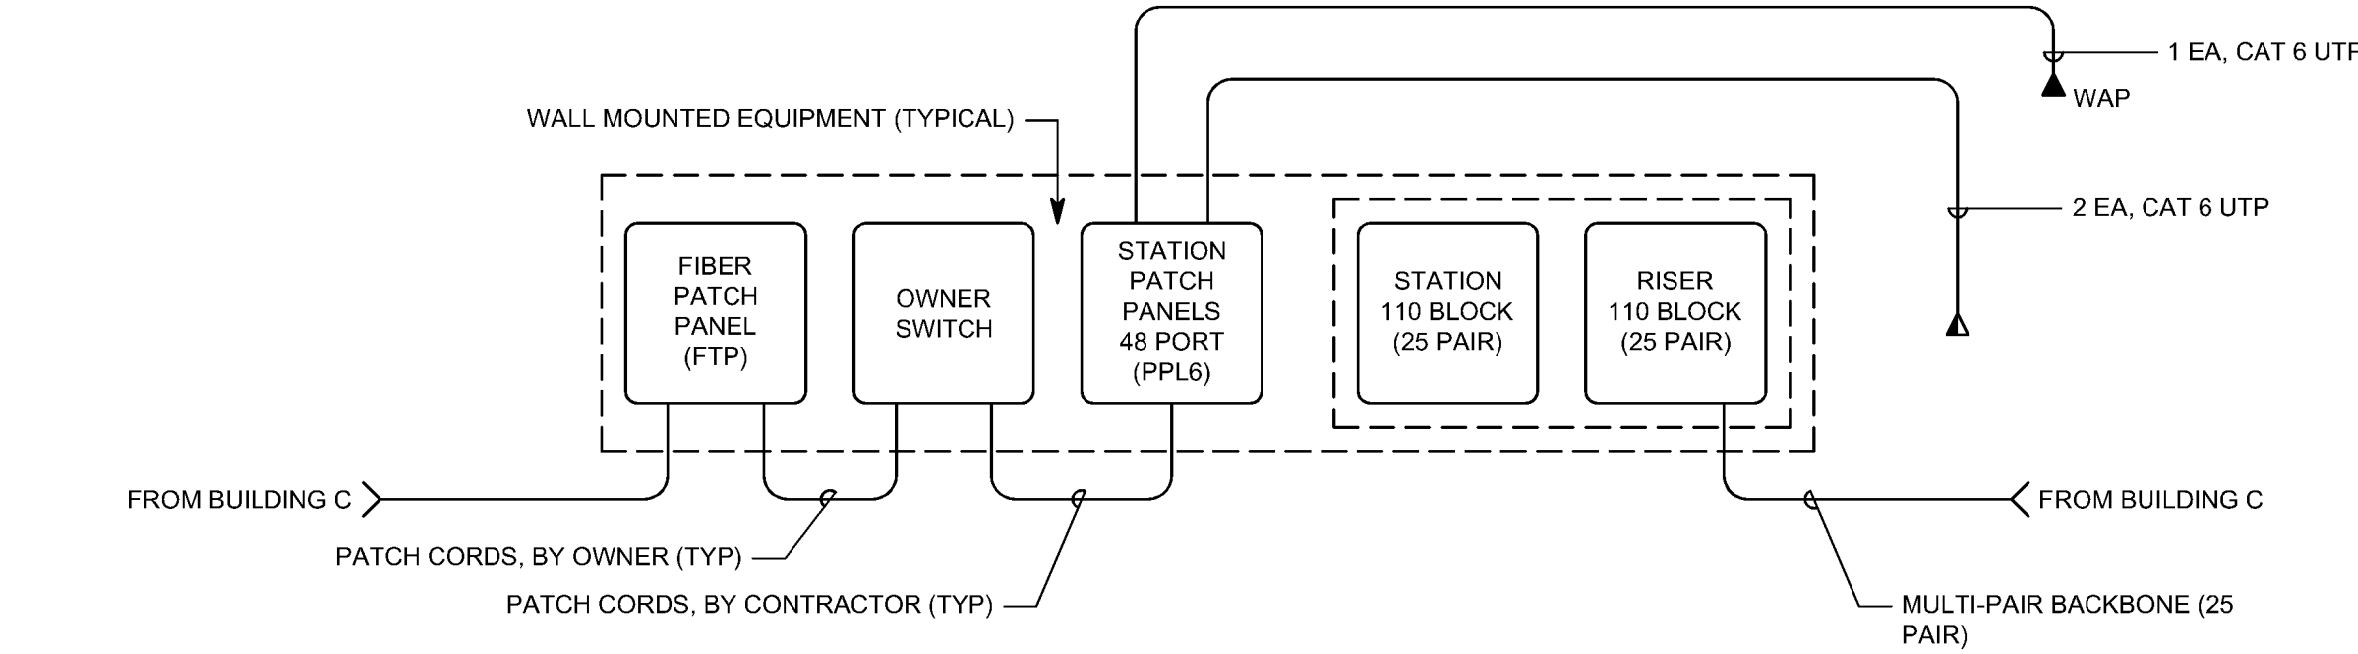 1 EA, CAT 6 UTP
WAP
WALL MOUNTED EQUIPMENT (TYPICAL)
2 EA, CAT 6 UTP
FIBER
PATCH
PANEL
(FTP)
OWNER
SWITCH
STATION
PATCH
PANELS
48 PORT
(PPL6)
STATION
110 BLOCK
(25 PAIR)
RISER
110 BLOCK
(25 PAIR)
FROM BUILDING C
FROM BUILDING C
PATCH CORDS, BY OWNER (TYP)
PATCH CORDS, BY CONTRACTOR (TYP)
MULTI-PAIR BACKBONE (25
PAIR)